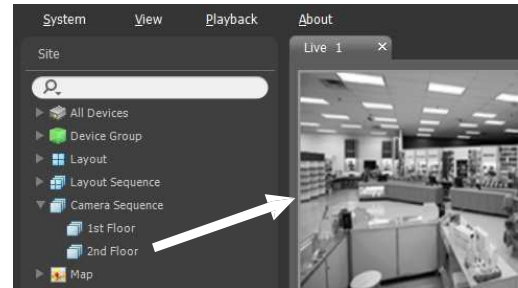 System View Playback About
Site
Live 1 ×
All Devices
Device Group
Layout
Layout Sequence
Camera Sequence
1st Floor
2nd Floor
Map